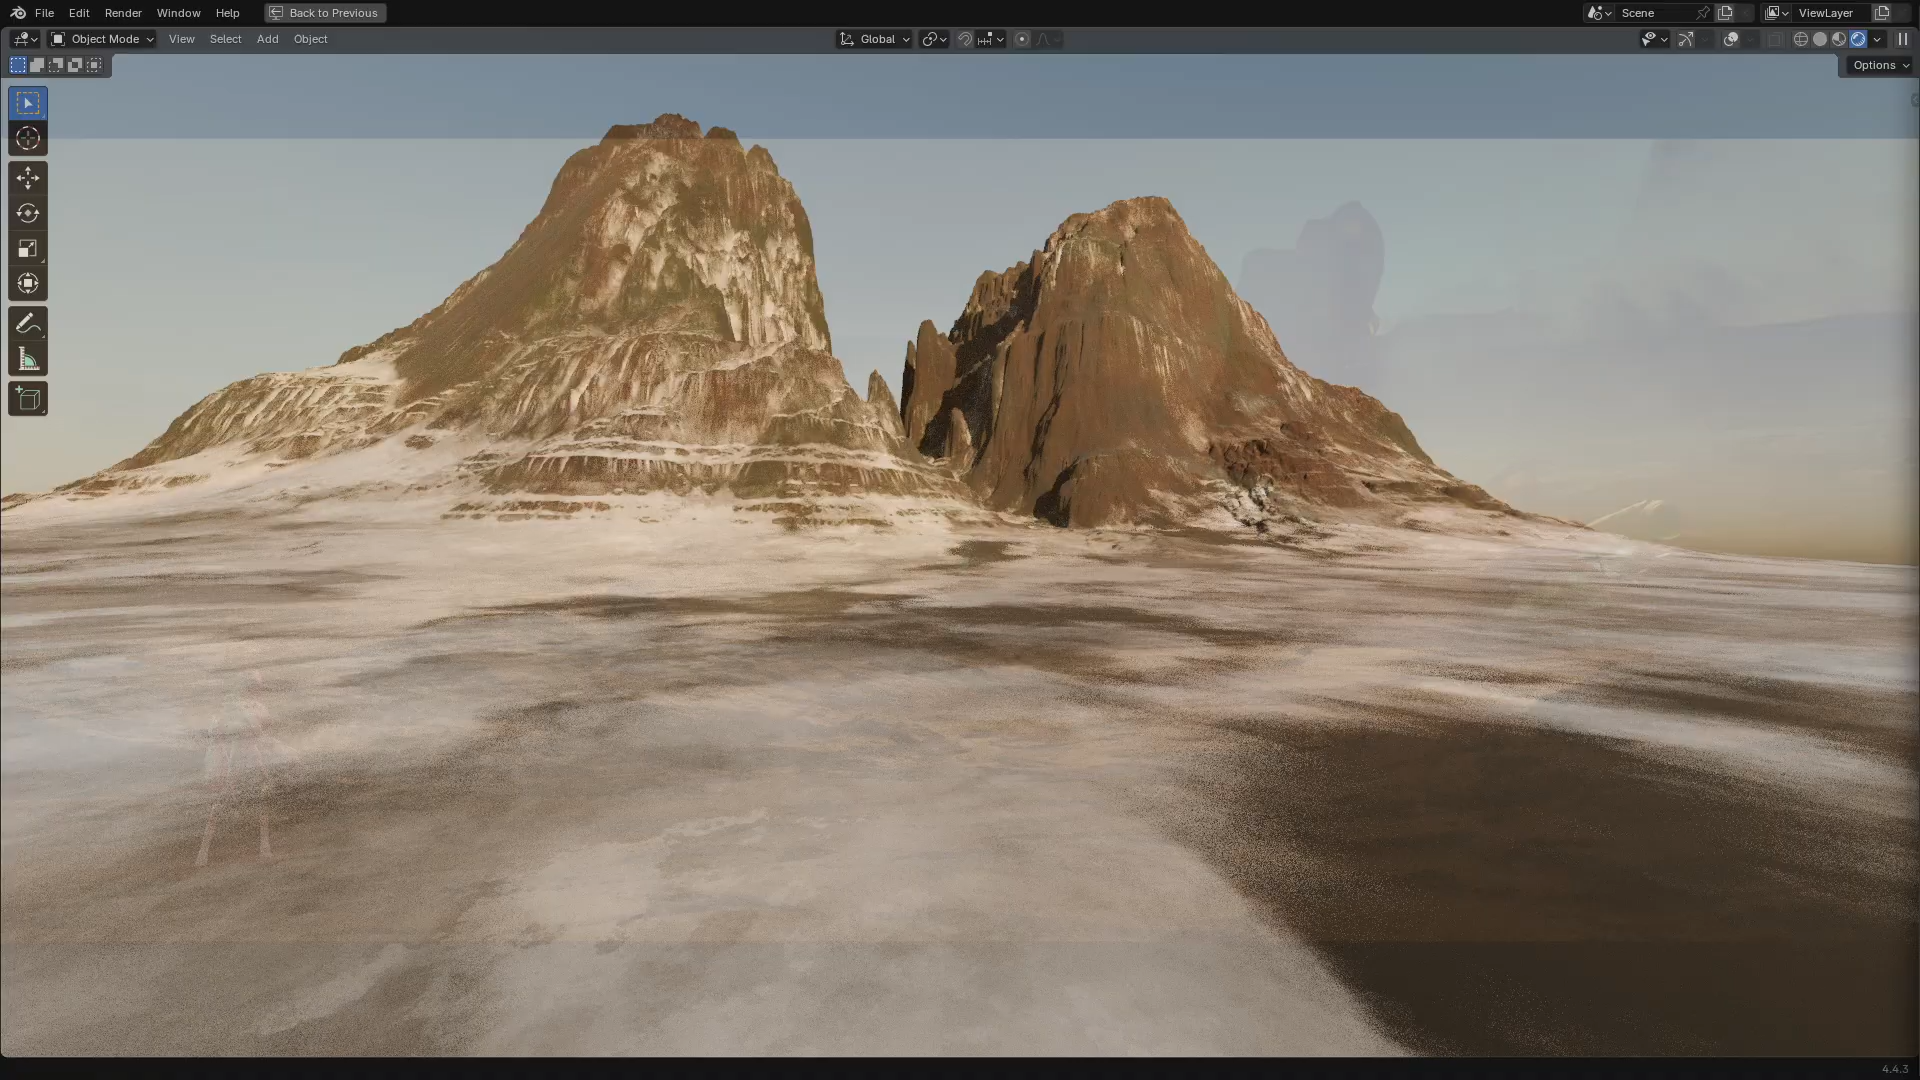 File Edit Render Window Help Back to Previous Scene ViewLayer
Object Mode View Select Add Object Global
Options
4.4.3